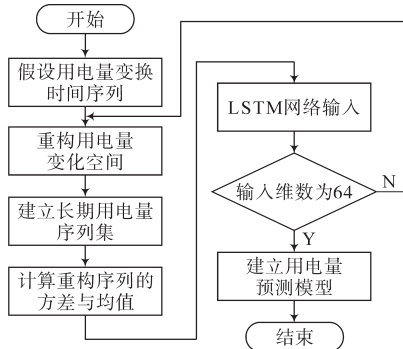 开始
假设用电量变换
时间序列
重构用电量
变化空间
建立长期用电量
序列集
计算重构序列的
方差与均值
LSTM网络输入
输入维数为64
N
Y
建立用电量
预测模型
结束